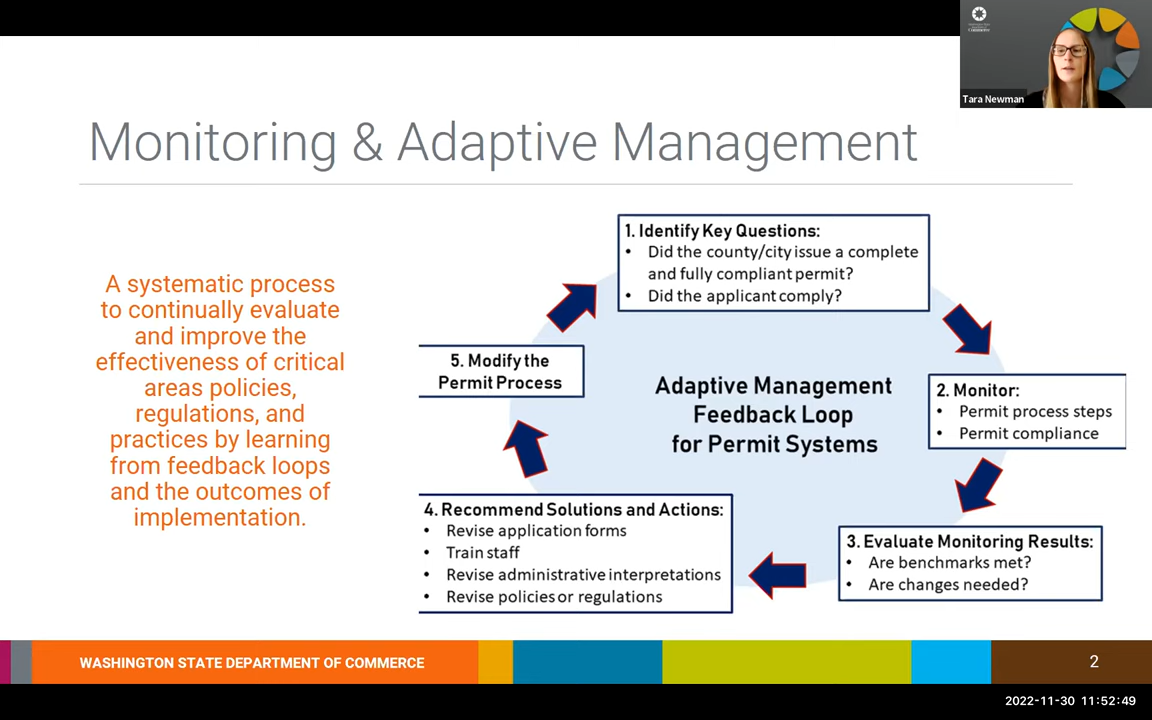 Tara Newman
Monitoring & Adaptive Management
A systematic process
to continually evaluate
and improve the
effectiveness of critical
areas policies,
regulations, and
practices by learning
from feedback loops
and the outcomes of
implementation.
1. Identify Key Questions:
• Did the county/city issue a complete
and fully compliant permit?
• Did the applicant comply?
2. Monitor:
• Permit process steps
• Permit compliance
3. Evaluate Monitoring Results:
• Are benchmarks met?
• Are changes needed?
4. Recommend Solutions and Actions:
• Revise application forms
• Train staff
• Revise administrative interpretations
• Revise policies or regulations
5. Modify the
Permit Process
Adaptive Management
Feedback Loop
for Permit Systems
WASHINGTON STATE DEPARTMENT OF COMMERCE
2
2022-11-30 11:52:49